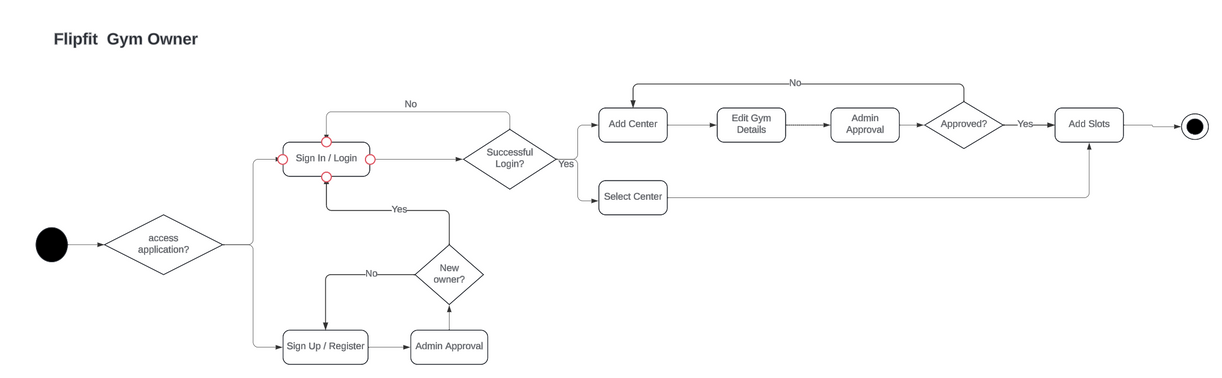 Flipfit  Gym Owner
No
No
Add Center
Edit Gym
Details
Admin
Approval
Approved?
Yes
Add Slots
Sign In / Login
Successful
Login?
Yes
Select Center
Yes
access
application?
New
owner?
No
Sign Up / Register
Admin Approval